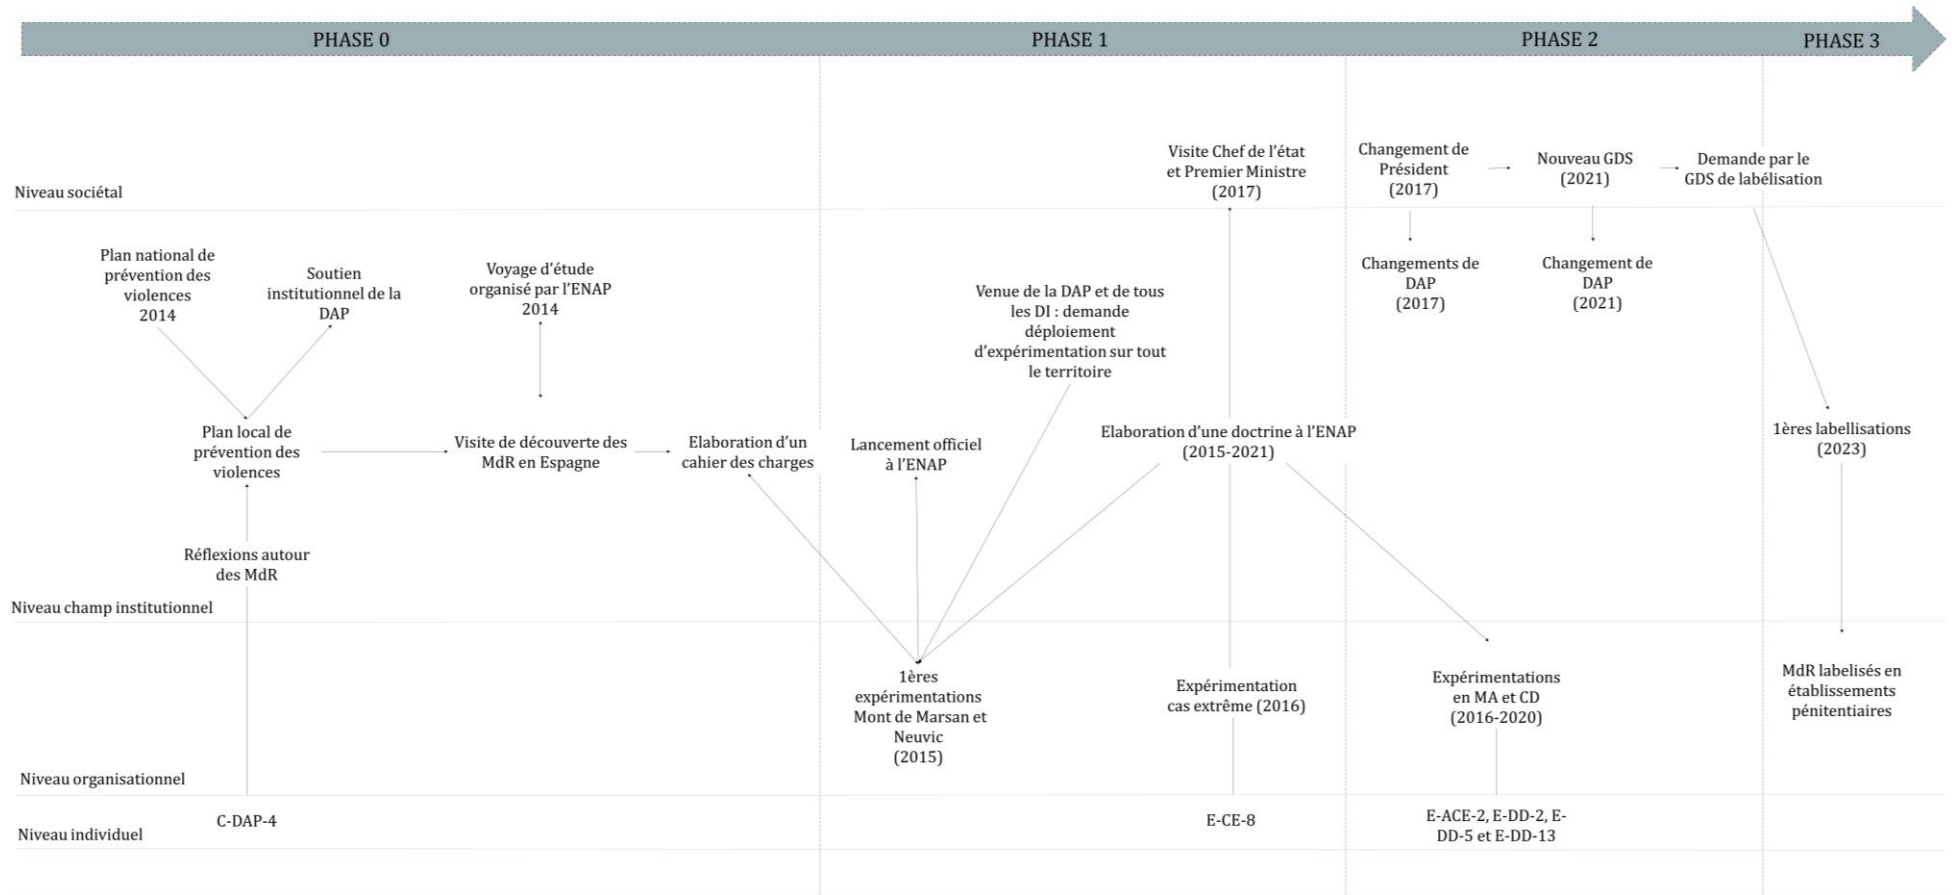 PHASE 0
PHASE 1
PHASE 2
PHASE 3
Niveau sociétal
Visite Chef de l'état
et Premier Ministre
(2017)
Changement de
Président
(2017)
Nouveau GDS
(2021)
Demande par le
GDS de labélisation
Plan national de
prévention des
violences
2014
Soutien
institutionnel de la
DAP
Voyage d'étude
organisé par l'ENAP
2014
Venue de la DAP et de tous
les DI : demande
déploiement
d'expérimentation sur tout
le territoire
Changements de
DAP
(2017)
Changement de
DAP
(2021)
Plan local de
prévention des
violences
Visite de découverte des
MdR en Espagne
Elaboration d'un
cahier des charges
Lancement officiel
à l'ENAP
Elaboration d'une doctrine à l'ENAP
(2015-2021)
1ères labellisations
(2023)
Réflexions autour
des MdR
Niveau champ institutionnel
1ères
expérimentations
Mont de Marsan et
Neuvic
(2015)
Expérimentation
cas extrême (2016)
Expérimentations
en MA et CD
(2016-2020)
MdR labelisés en
établissements
pénitentiaires
Niveau organisationnel
C-DAP-4
E-CE-8
E-ACE-2, E-DD-2, E-
DD-5 et E-DD-13
Niveau individuel